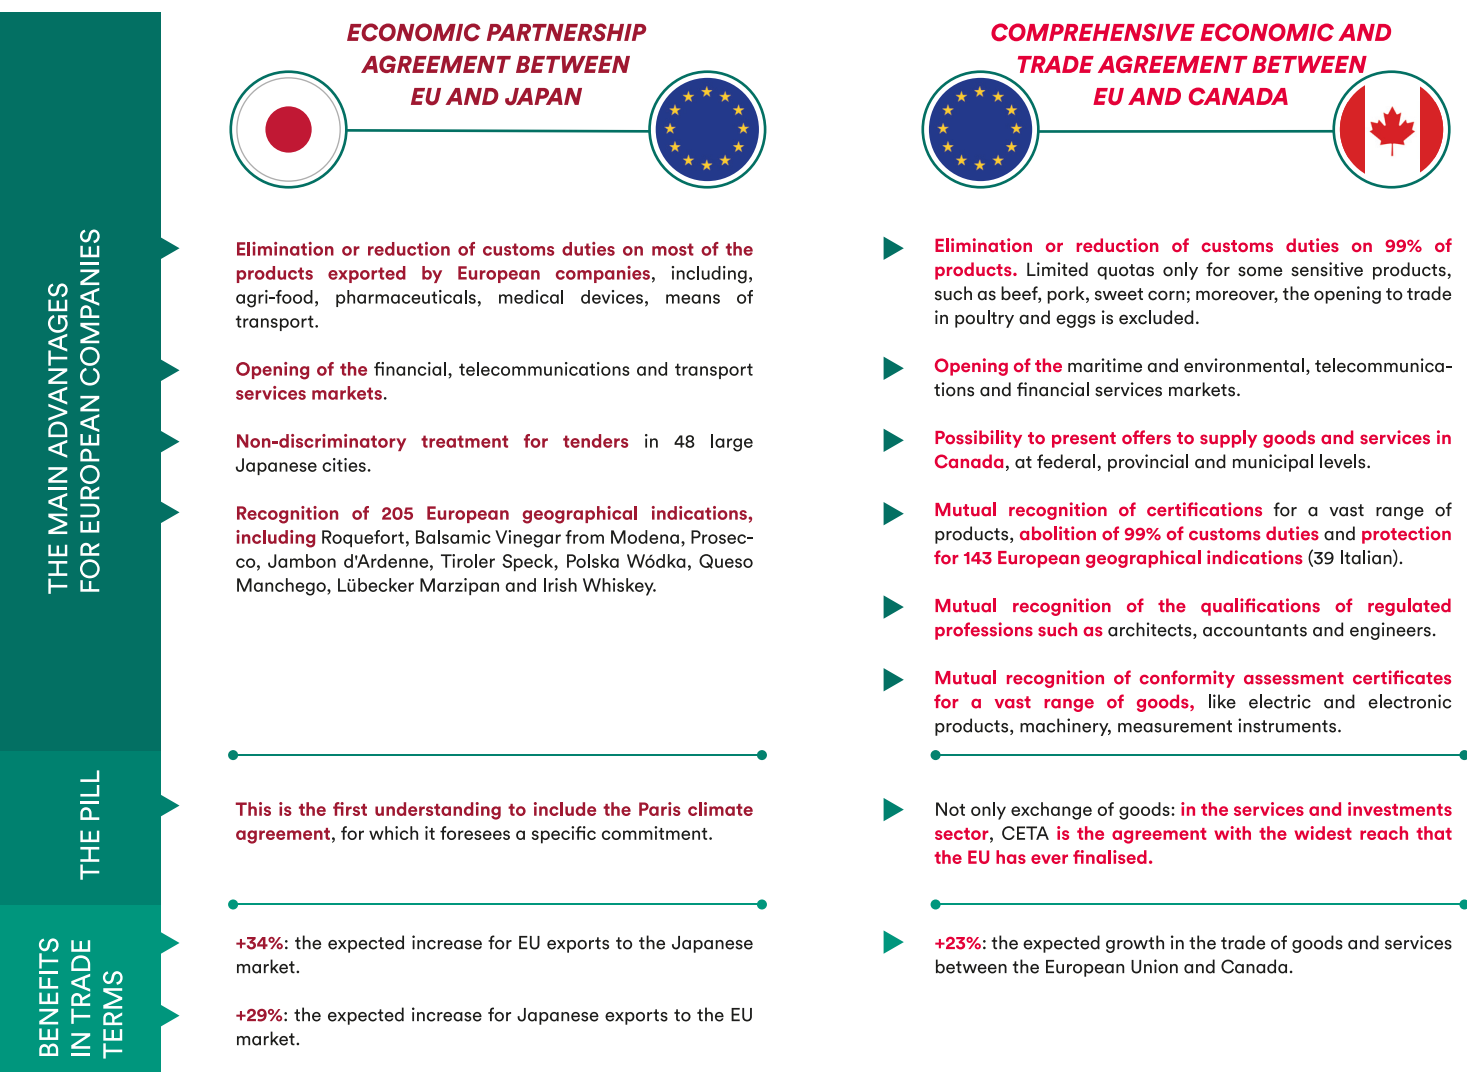 ECONOMIC PARTNERSHIP
AGREEMENT BETWEEN
EU AND JAPAN
COMPREHENSIVE ECONOMIC AND
TRADE AGREEMENT BETWEEN
EU AND CANADA
THE MAIN ADVANTAGES
FOR EUROPEAN COMPANIES
Elimination or reduction of customs duties on most of the
products exported by European companies, including,
agri-food, pharmaceuticals, medical devices, means of
transport.
Opening of the financial, telecommunications and transport
services markets.
Non-discriminatory treatment for tenders in 48 large
Japanese cities.
Recognition of 205 European geographical indications,
including Roquefort, Balsamic Vinegar from Modena, Prosec-
co, Jambon d'Ardenne, Tiroler Speck, Polska Wódka, Queso
Manchego, Lübecker Marzipan and Irish Whiskey.
Elimination or reduction of customs duties on 99% of
products. Limited quotas only for some sensitive products,
such as beef, pork, sweet corn; moreover, the opening to trade
in poultry and eggs is excluded.
Opening of the maritime and environmental, telecommunica-
tions and financial services markets.
Possibility to present offers to supply goods and services in
Canada, at federal, provincial and municipal levels.
Mutual recognition of certifications for a vast range of
products, abolition of 99% of customs duties and protection
for 143 European geographical indications (39 Italian).
Mutual recognition of the qualifications of regulated
professions such as architects, accountants and engineers.
Mutual recognition of conformity assessment certificates
for a vast range of goods, like electric and electronic
products, machinery, measurement instruments.
THE PILL
This is the first understanding to include the Paris climate
agreement, for which it foresees a specific commitment.
Not only exchange of goods: in the services and investments
sector, CETA is the agreement with the widest reach that
the EU has ever finalised.
BENEFITS
IN TRADE
TERMS
+34%: the expected increase for EU exports to the Japanese
market.
+29%: the expected increase for Japanese exports to the EU
market.
+23%: the expected growth in the trade of goods and services
between the European Union and Canada.